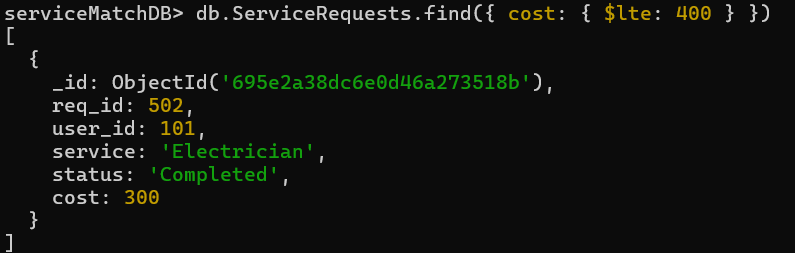 serviceMatchDB> db.ServiceRequests.find({ cost: { $lte: 400 } })
[
  {
    _id: ObjectId('695e2a38dc6e0d46a273518b'),
    req_id: 502,
    user_id: 101,
    service: 'Electrician',
    status: 'Completed',
    cost: 300
  }
]